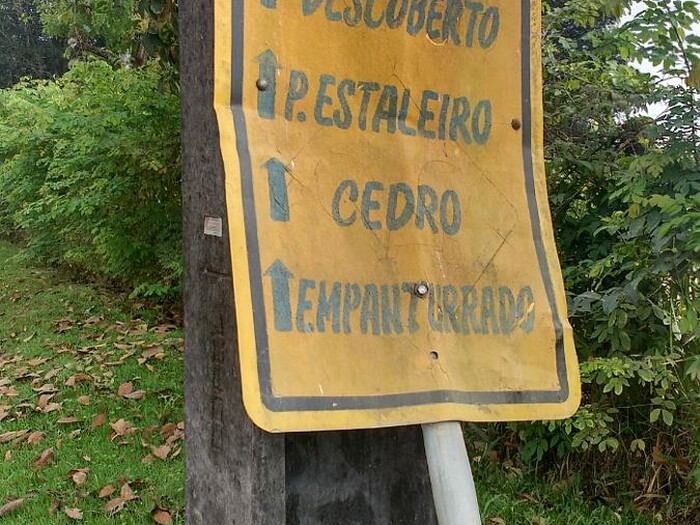 DESCOBERTO
P. ESTALEIRO
CEDRO
EMPANTURRADO